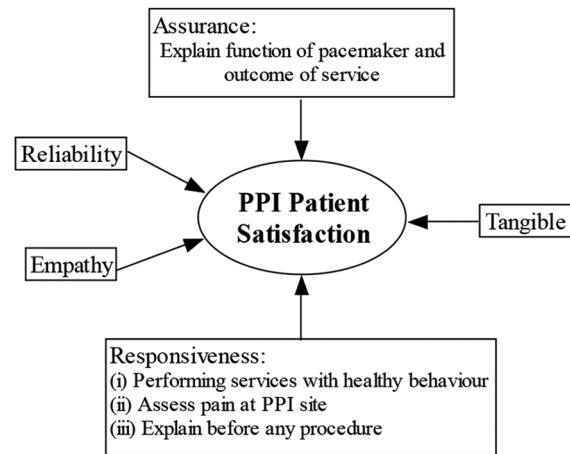 Assurance:
Explain function of pacemaker and
outcome of service
Reliability
PPI Patient
Satisfaction
Tangible
Empathy
Responsiveness:
(i) Performing services with healthy behaviour
(ii) Assess pain at PPI site
(iii) Explain before any procedure